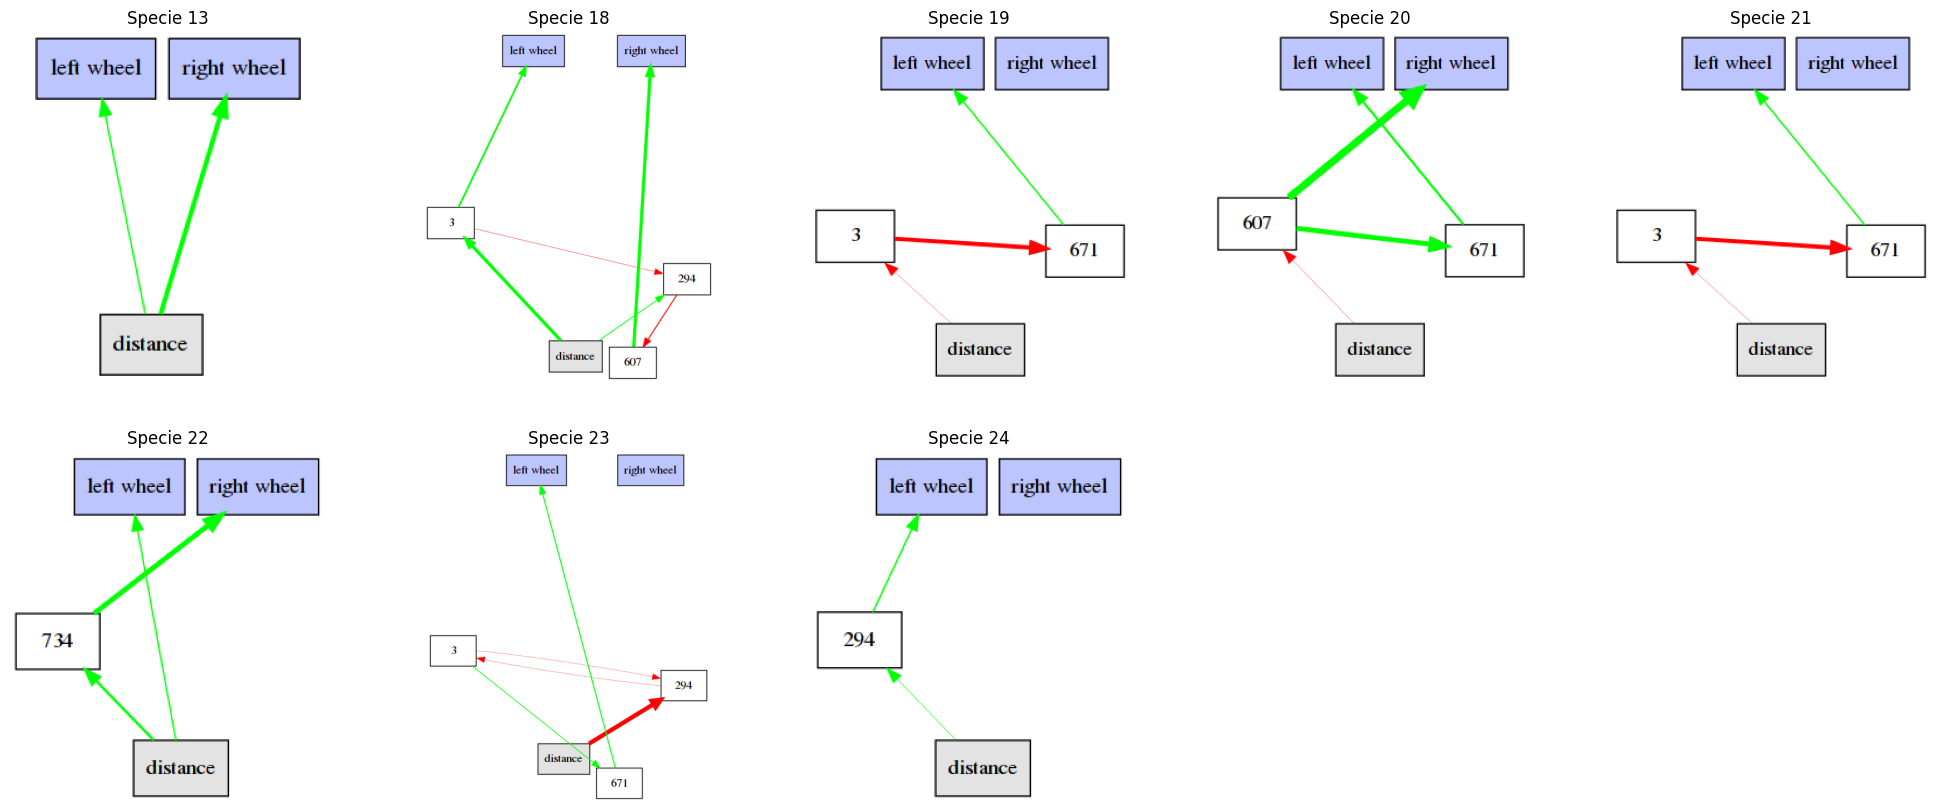 Specie 13
left wheel
right wheel
distance
Specie 18
left wheel
right wheel
3
294
distance
607
Specie 19
left wheel
right wheel
3
671
distance
Specie 20
left wheel
right wheel
607
671
distance
Specie 21
left wheel
right wheel
3
671
distance
Specie 22
left wheel
right wheel
734
distance
Specie 23
left wheel
right wheel
3
294
distance
671
Specie 24
left wheel
right wheel
294
distance